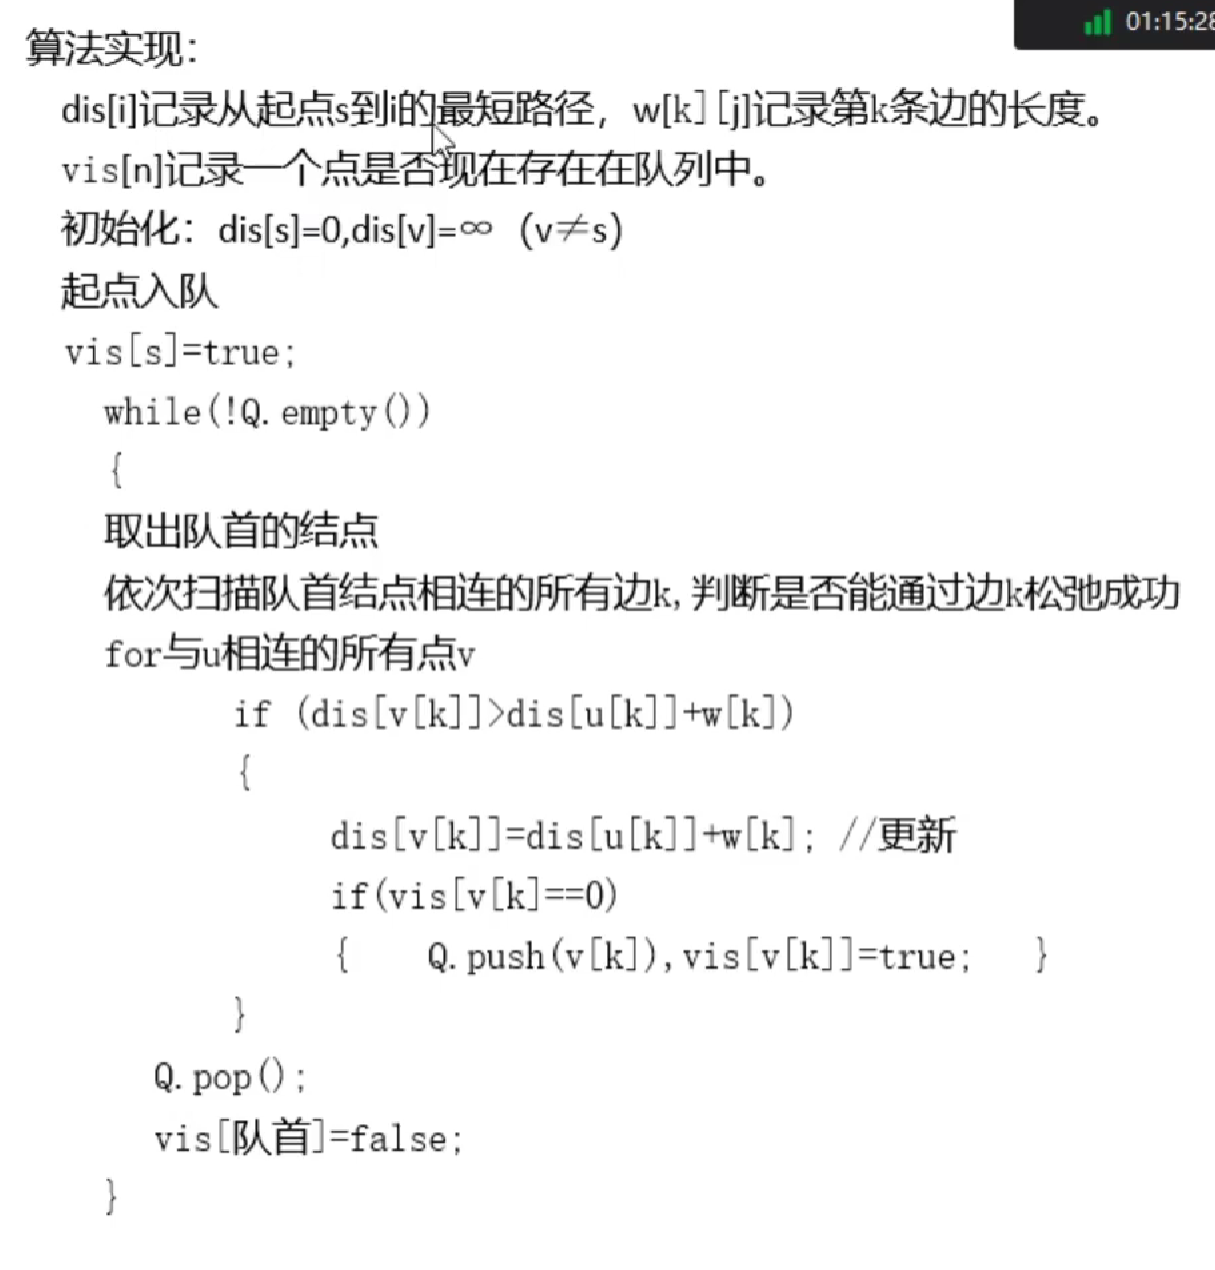 01:15:28
算法实现：
dis[i]记录从起点s到i的最短路径，w[k][j]记录第k条边的长度。
vis[n]记录一个点是否现在存在在队列中。
初始化：dis[s]=0,dis[v]=∞（v≠s）
起点入队
vis[s]=true;
while(!Q.empty())
{
取出队首的结点
依次扫描队首结点相连的所有边k,判断是否能通过边k松弛成功
for与u相连的所有点v
if (dis[v[k]]>dis[u[k]]+w[k])
{
dis[v[k]]=dis[u[k]]+w[k]; //更新
if(vis[v[k]==0)
{ Q.push(v[k]),vis[v[k]]=true; }
}
Q.pop();
vis[队首]=false;
}